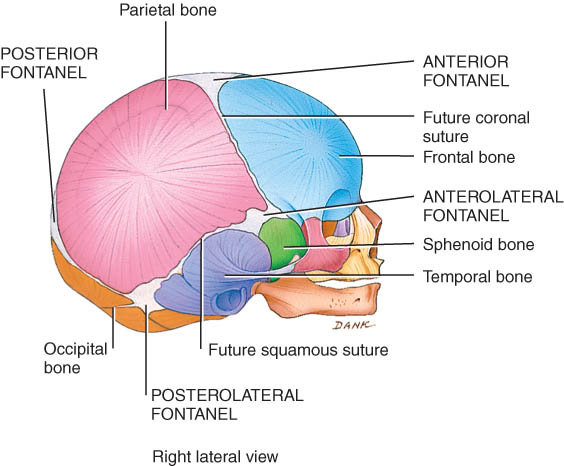 Parietal bone
POSTERIOR
FONTANEL
ANTERIOR
FONTANEL
Future coronal
suture
Frontal bone
ANTEROLATERAL
FONTANEL
Sphenoid bone
Temporal bone
DANK
Occipital
bone
Future squamous suture
POSTEROLATERAL
FONTANEL
Right lateral view